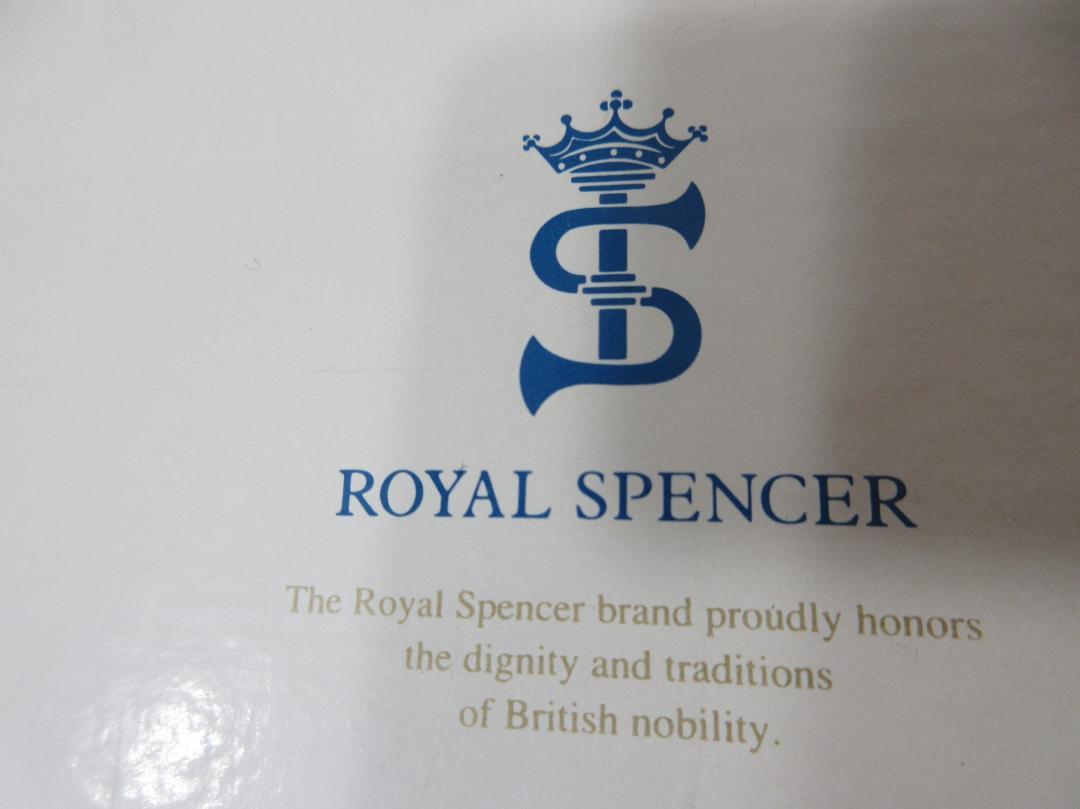 ROYAL SPENCER
The Royal Spencer brand proudly honors
the dignity and traditions
of British nobility.